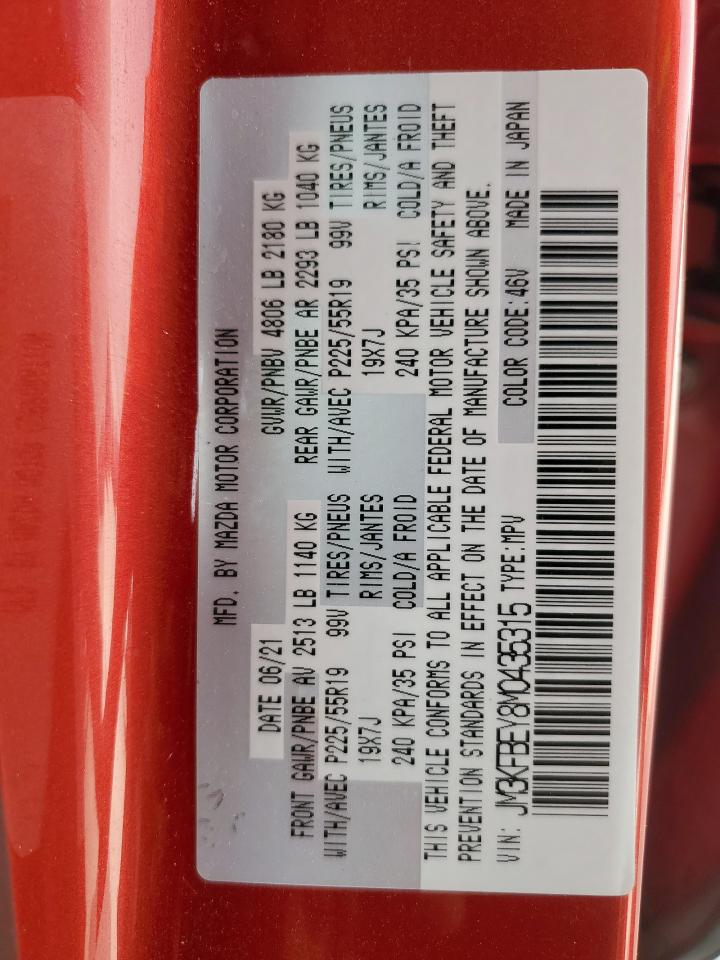 MFD. BY MAZDA MOTOR CORPORATION
DATE 06/21 GVWR/PNBV 4806 LB 2180 KG
FRONT GAWR/PNBE AV 2513 LB 1140 KG REAR GAWR/PNBE AR 2293 LB 1040 KG
WITH/AVEC P225/55R19 99V TIRES/PNEUS WITH/AVEC P225/55R19 99V TIRES/PNEUS
19X7J RIMS/JANTES 19X7J RIMS/JANTES
240 KPA/35 PSI COLD/A FROID 240 KPA/35 PSI COLD/A FROID
THIS VEHICLE CONFORMS TO ALL APPLICABLE FEDERAL MOTOR VEHICLE SAFETY AND THEFT
PREVENTION STANDARDS IN EFFECT ON THE DATE OF MANUFACTURE SHOWN ABOVE.
VIN: JM3KFBEY8M0435315 TYPE:MPV COLOR CODE:46V MADE IN JAPAN